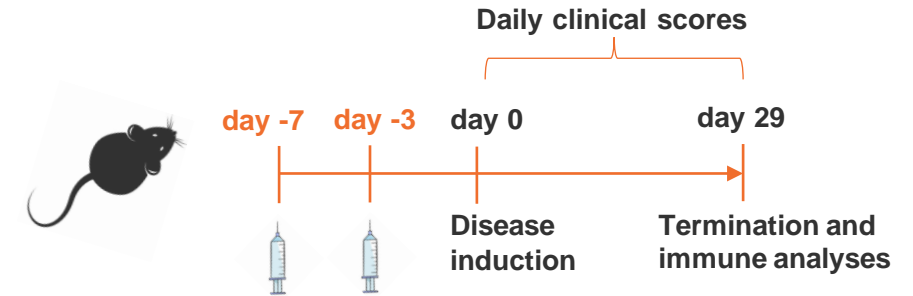 Daily clinical scores
day -7 day -3 day 0 day 29
Disease
induction
Termination and
immune analyses